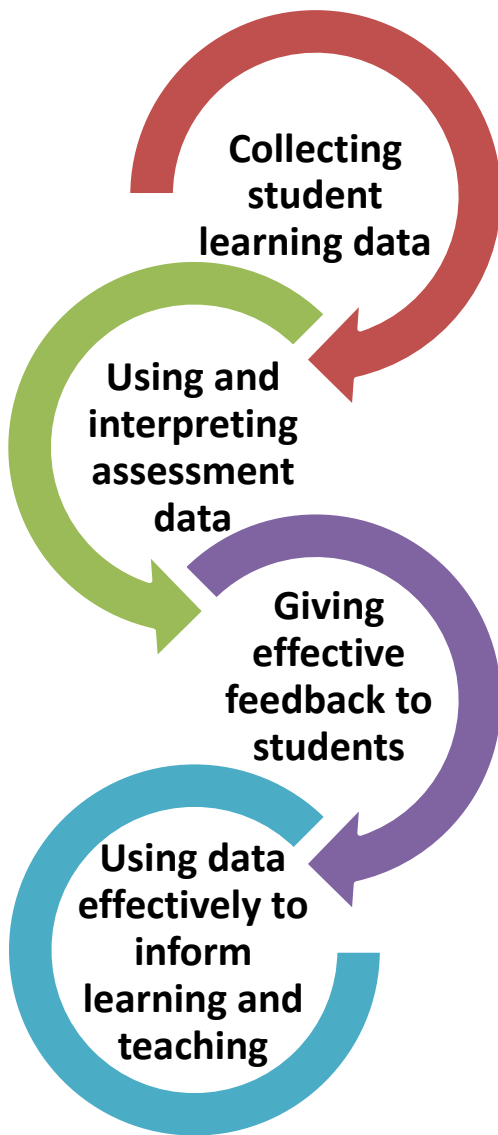 Collecting
student
learning data
Using and
interpreting
assessment
data
Giving
effective
feedback to
students
Using data
effectively to
inform
learning and
teaching